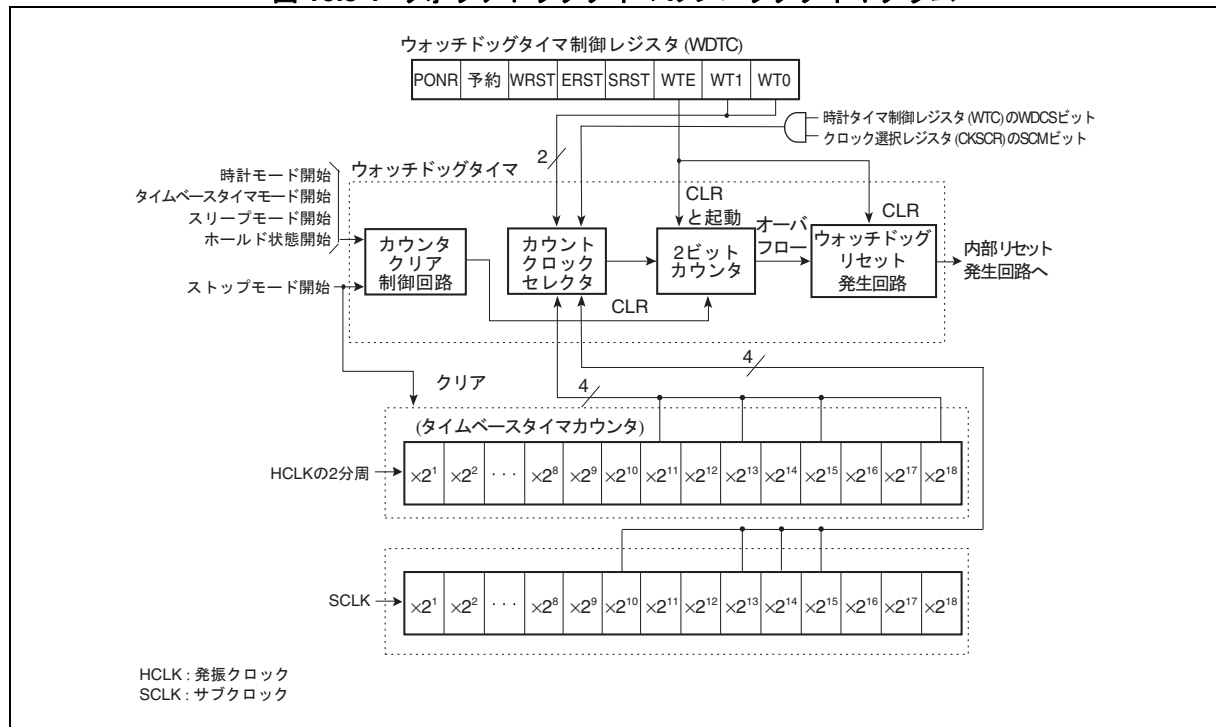 ウォッチドッグタイマ制御レジスタ (WDTC)
PONR 予約 WRST ERST SRST WTE WT1 WT0
時計タイマ制御レジスタ(WTC)のWDCSビット
クロック選択レジスタ(CKSCR)のSCMビット
2
ウォッチドッグタイマ
時計モード開始
タイムベースタイマモード開始
スリープモード開始
ホールド状態開始
ストップモード開始
カウンタ
クリア
制御回路
カウント
クロック
セレクタ
CLR
と起動
2ビット
カウンタ
オーバ
フロー
CLR
ウォッチドッグ
リセット
発生回路
内部リセット
発生回路へ
CLR
4
クリア
4
(タイムベースタイマカウンタ)
HCLKの2分周
×2¹ ×2² ··· ×2⁸ ×2⁹ ×2¹⁰ ×2¹¹ ×2¹² ×2¹³ ×2¹⁴ ×2¹⁵ ×2¹⁶ ×2¹⁷ ×2¹⁸
SCLK
×2¹ ×2² ··· ×2⁸ ×2⁹ ×2¹⁰ ×2¹¹ ×2¹² ×2¹³ ×2¹⁴ ×2¹⁵ ×2¹⁶ ×2¹⁷ ×2¹⁸
HCLK : 発振クロック
SCLK : サブクロック